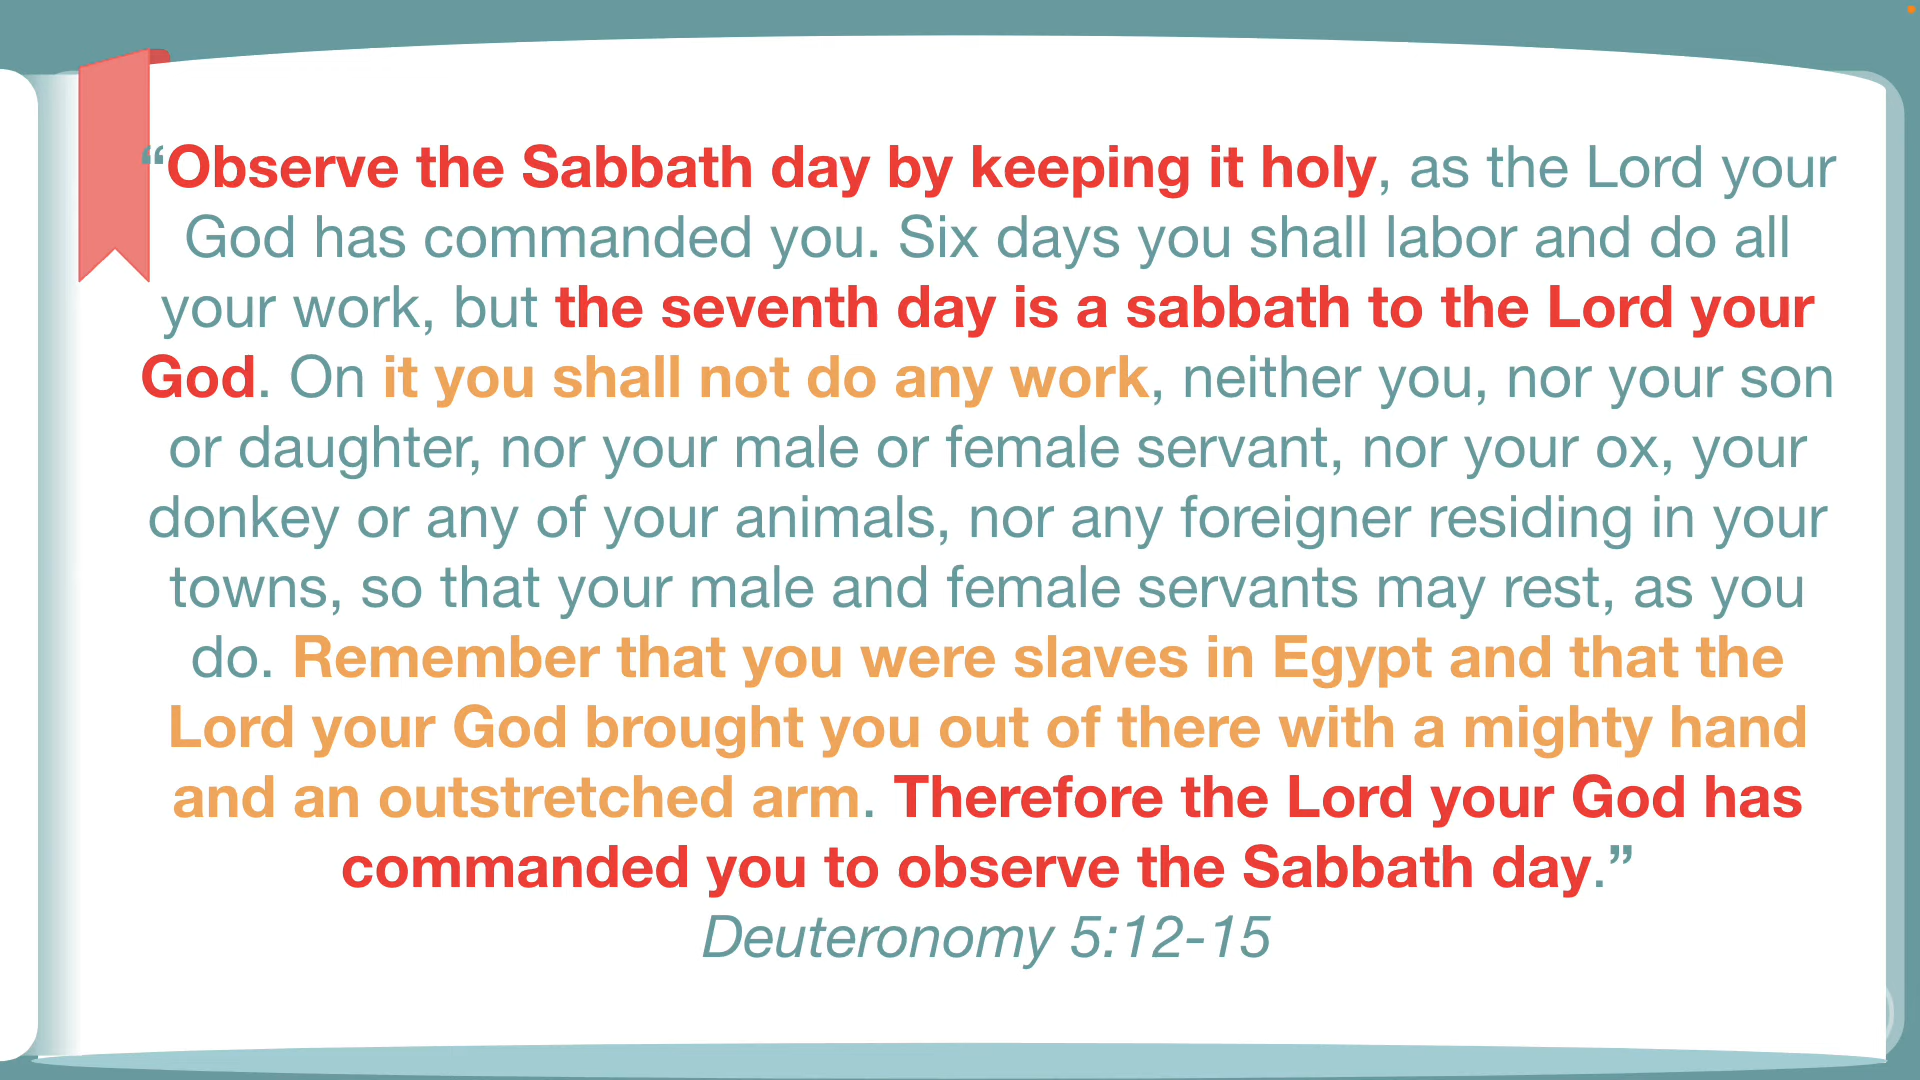 “Observe the Sabbath day by keeping it holy, as the Lord your
God has commanded you. Six days you shall labor and do all
your work, but the seventh day is a sabbath to the Lord your
God. On it you shall not do any work, neither you, nor your son
or daughter, nor your male or female servant, nor your ox, your
donkey or any of your animals, nor any foreigner residing in your
towns, so that your male and female servants may rest, as you
do. Remember that you were slaves in Egypt and that the
Lord your God brought you out of there with a mighty hand
and an outstretched arm. Therefore the Lord your God has
commanded you to observe the Sabbath day.”
Deuteronomy 5:12-15